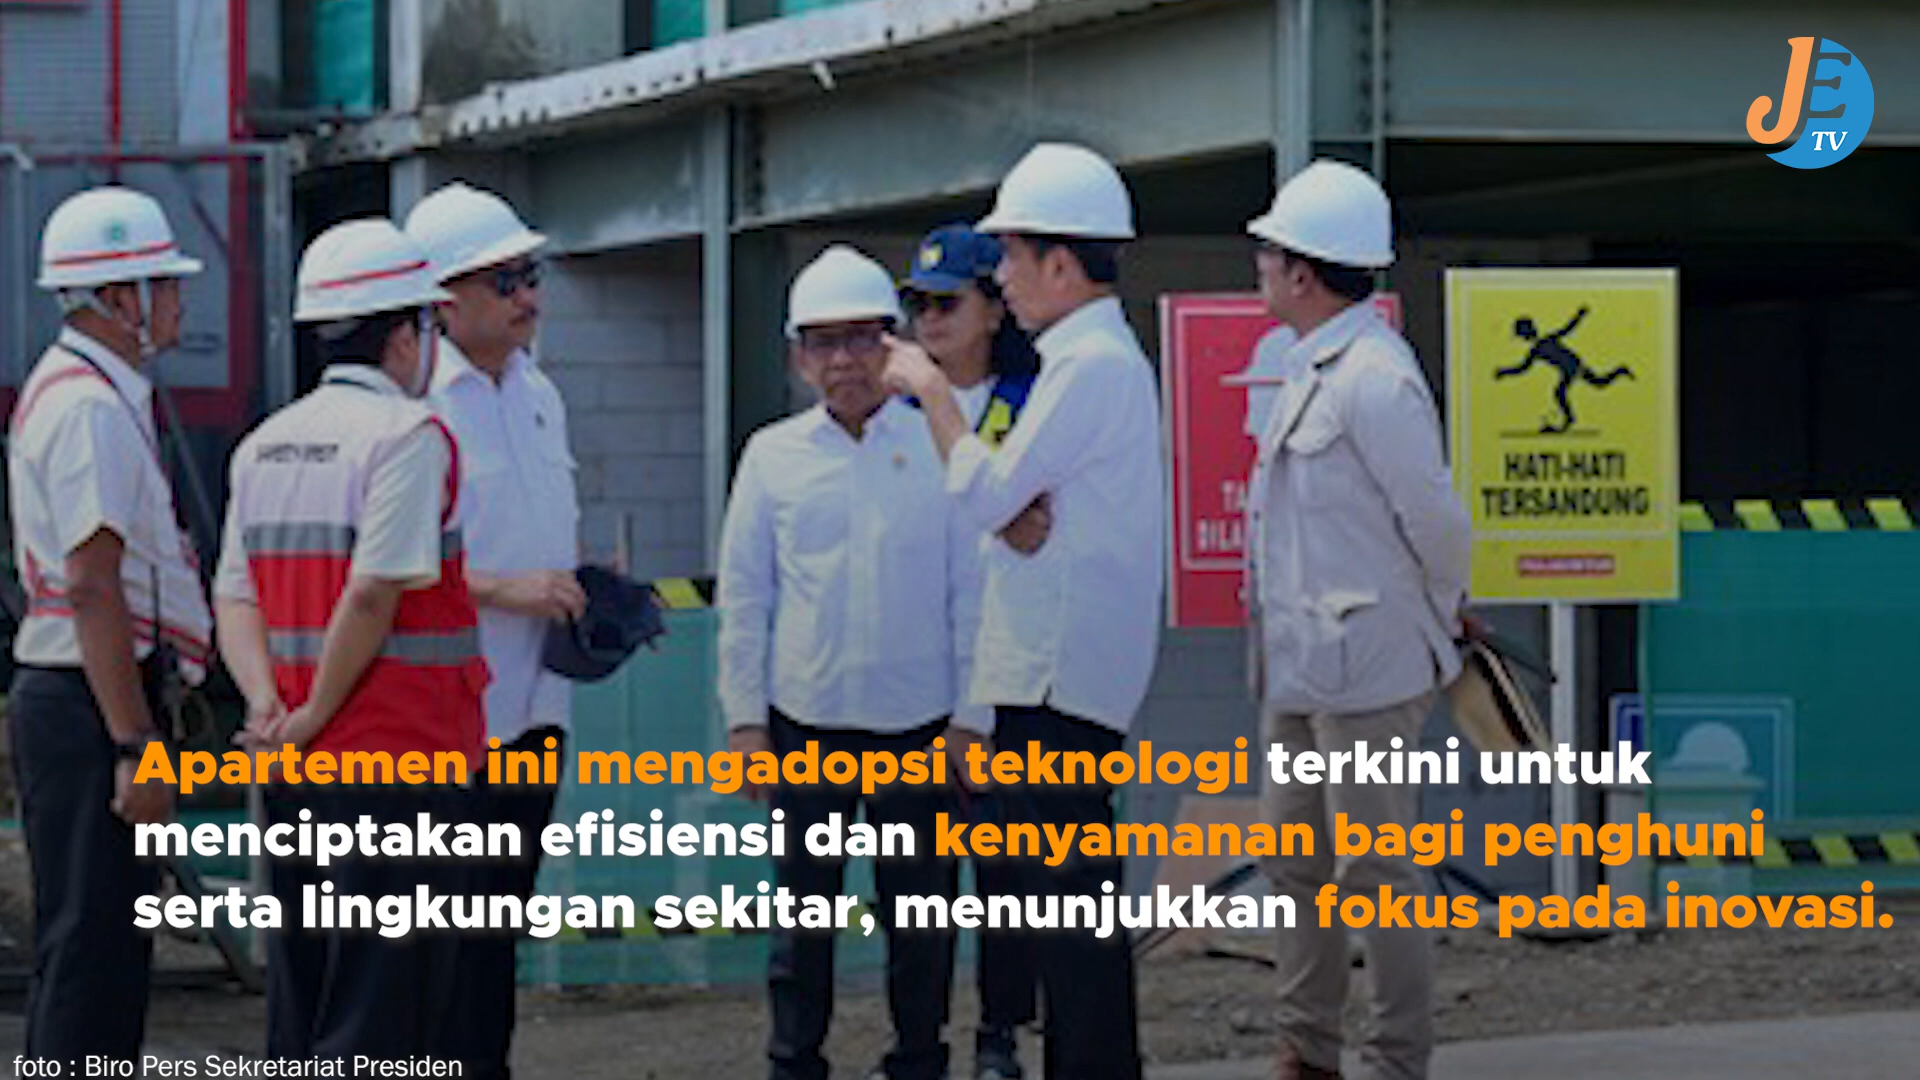 JE
TV
HATI-HATI
TERSANDUNG
Apartemen ini mengadopsi teknologi terkini untuk
menciptakan efisiensi dan kenyamanan bagi penghuni
serta lingkungan sekitar, menunjukkan fokus pada inovasi.
foto : Biro Pers Sekretariat Presiden